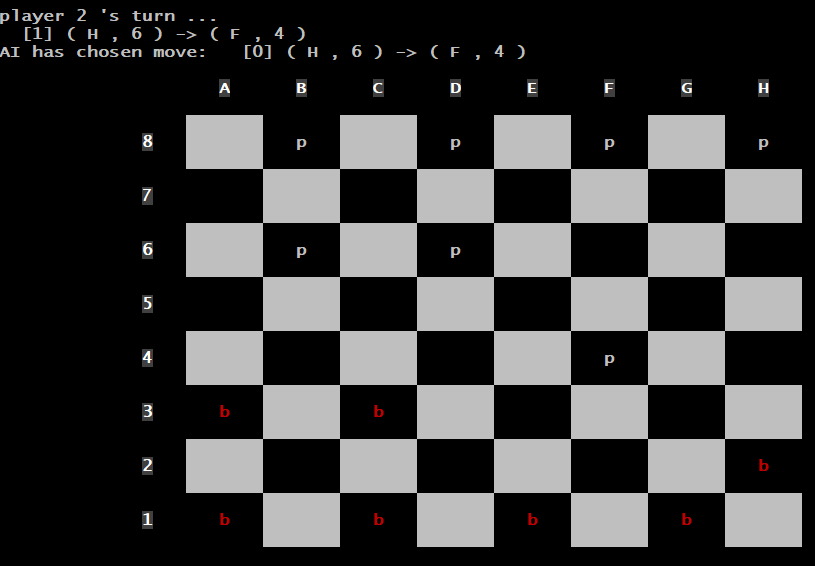 player 2 's turn ...
[1] ( H , 6 ) -> ( F , 4 )
AI has chosen move: [0] ( H , 6 ) -> ( F , 4 )
A B C D E F G H
8 p p p p
7
6 p p
5
4 p
3 b b
2 b
1 b b b b